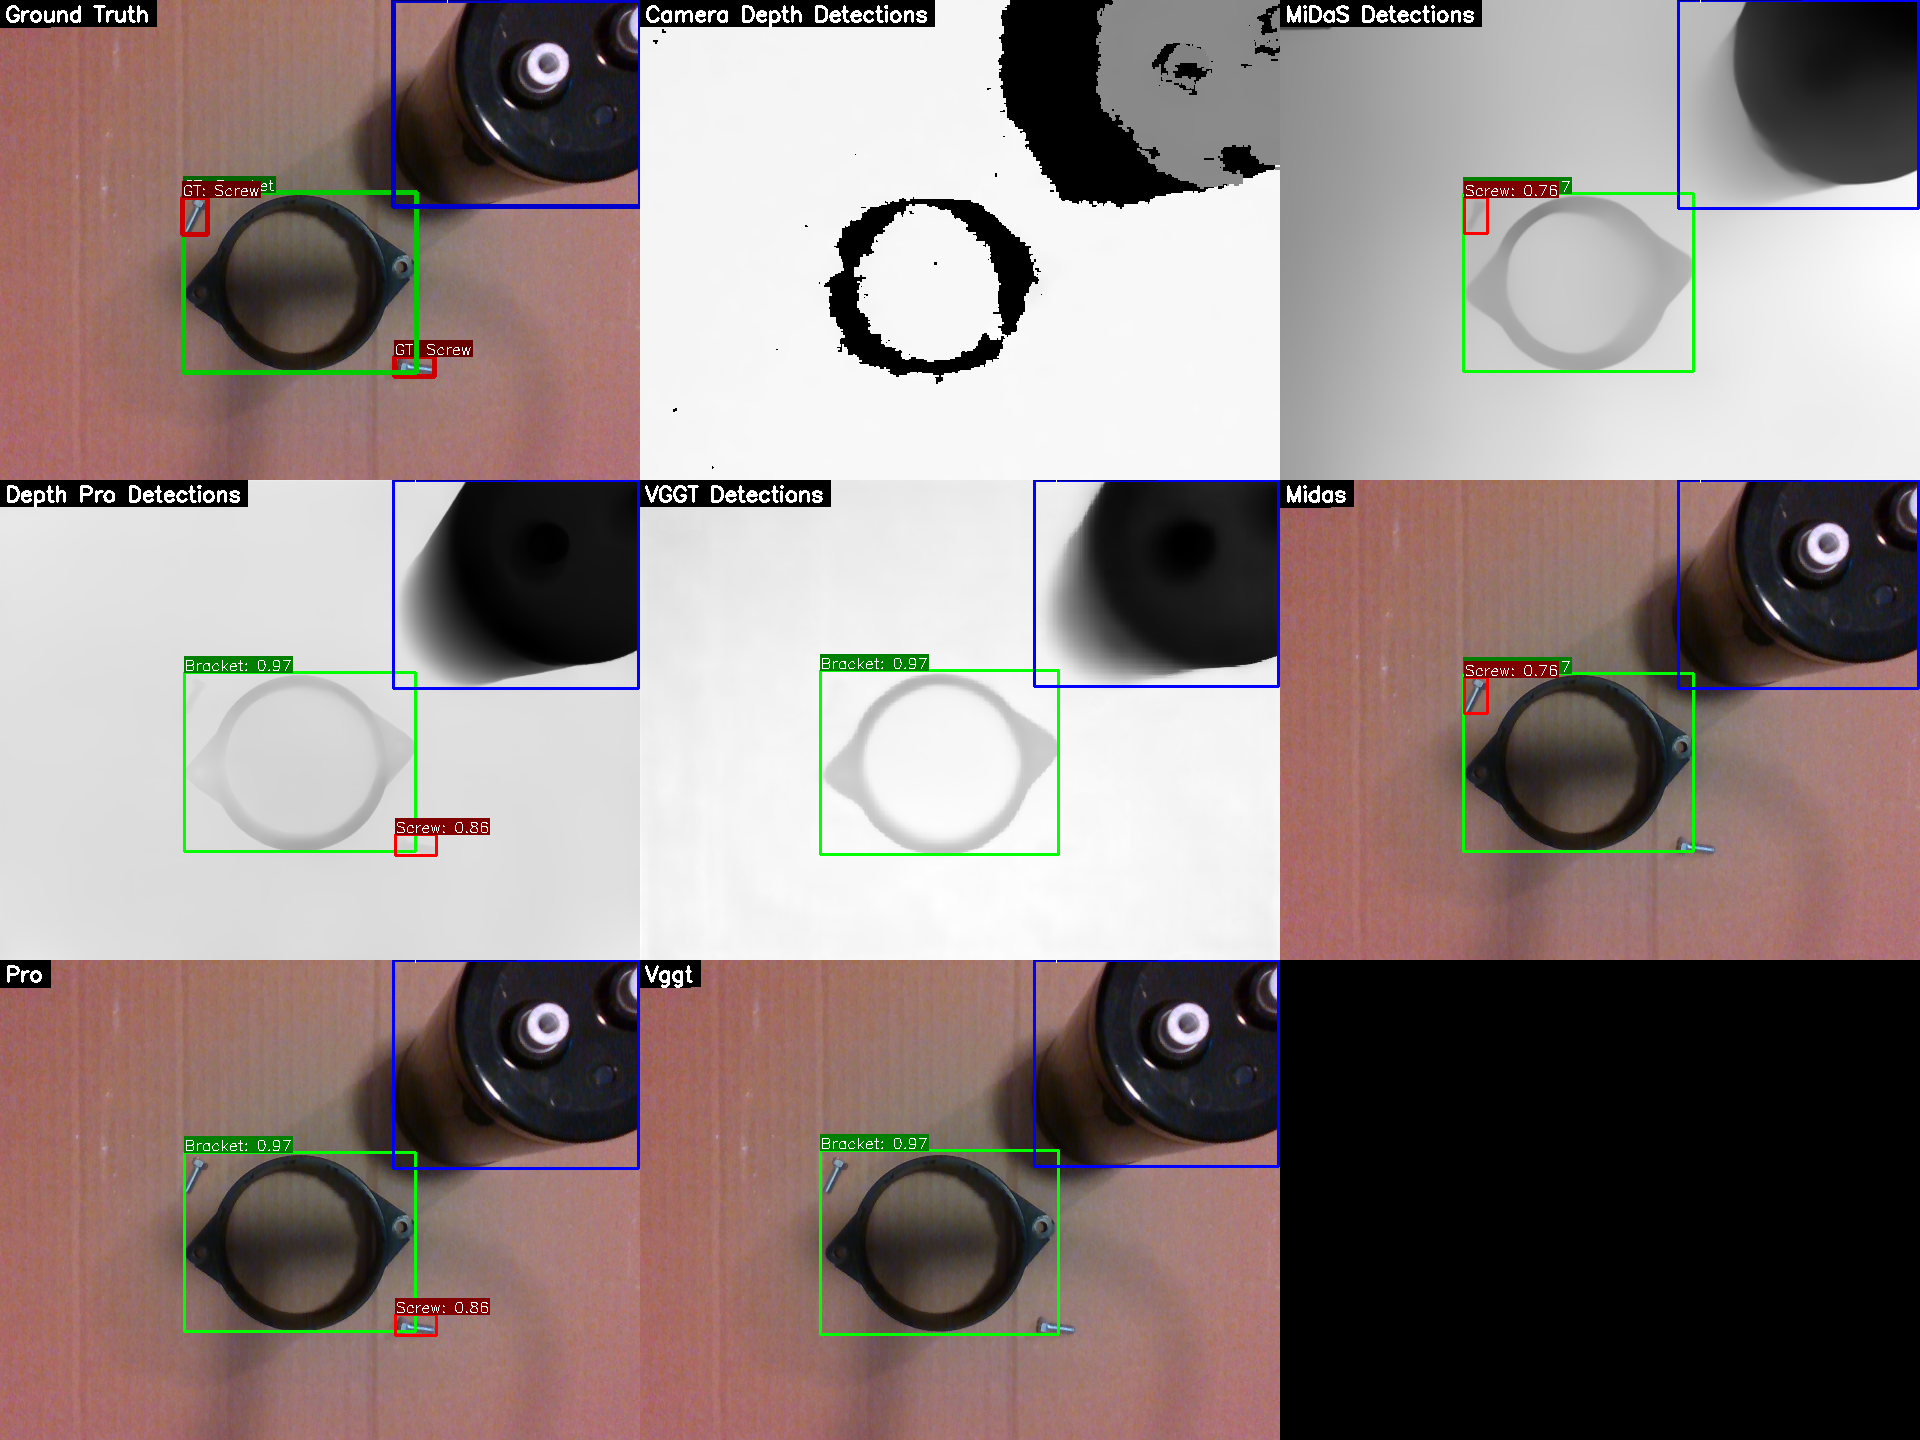 Ground Truth
Camera Depth Detections
MiDaS Detections
GT: Screw
GT: Screw
Screw: 0.76
7
Depth Pro Detections
VGGT Detections
Midas
Bracket: 0.97
Bracket: 0.97
Screw: 0.76
7
Screw: 0.86
Pro
Vggt
Bracket: 0.97
Bracket: 0.97
Screw: 0.86